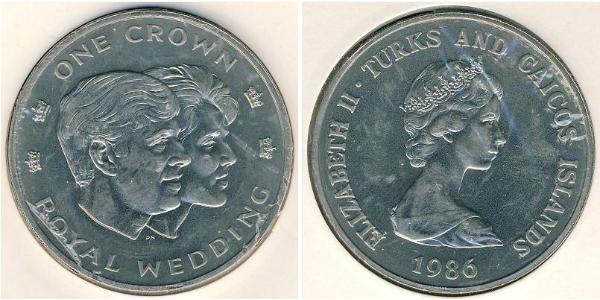 ONE CROWN
ROYAL WEDDING
ELIZABETH II · TURKS AND CAICOS ISLANDS
1986